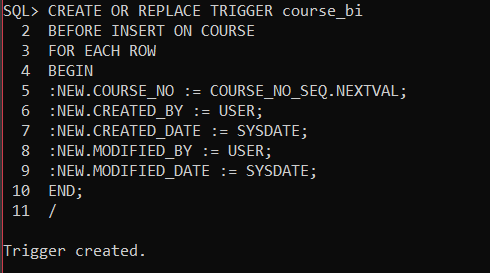 SQL> CREATE OR REPLACE TRIGGER course_bi
2 BEFORE INSERT ON COURSE
3 FOR EACH ROW
4 BEGIN
5 :NEW.COURSE_NO := COURSE_NO_SEQ.NEXTVAL;
6 :NEW.CREATED_BY := USER;
7 :NEW.CREATED_DATE := SYSDATE;
8 :NEW.MODIFIED_BY := USER;
9 :NEW.MODIFIED_DATE := SYSDATE;
10 END;
11 /
Trigger created.